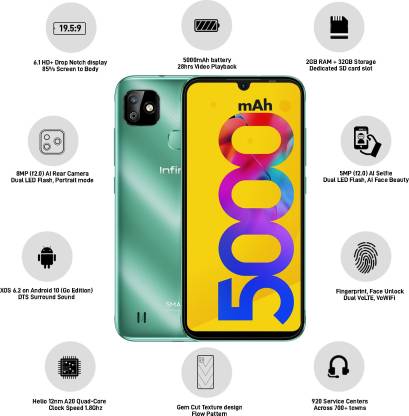 19.5:9
6.1 HD+ Drop Notch display
85% Screen to Body
5000mAh battery
28hrs Video Playback
2GB RAM + 32GB Storage
Dedicated SD card slot
mAh
5000
Infin
SMA
8MP (f2.0) AI Rear Camera
Dual LED Flash, Portrait mode
5MP (f2.0) AI Selfie
Dual LED Flash, AI Face Beauty
XOS 6.2 on Android 10 (Go Edition)
DTS Surround Sound
Fingerprint, Face Unlock
Dual VoLTE, VoWiFi
Helio 12nm A20 Quad-Core
Clock Speed 1.8Ghz
Gem Cut Texture design
Flow Pattern
920 Service Centers
Across 700+ towns